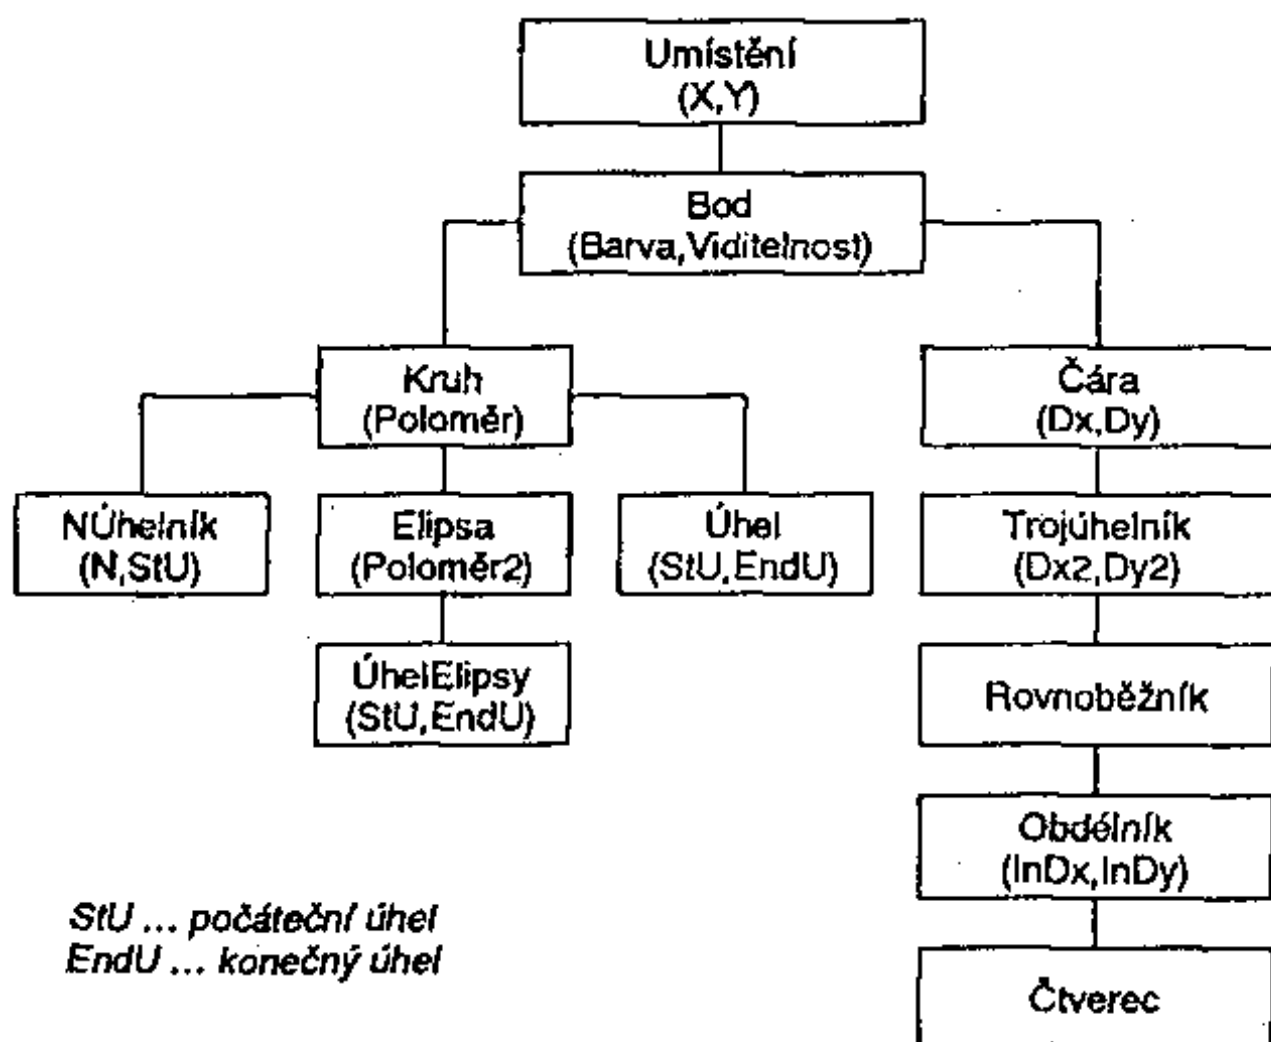 Umístění
(X,Y)
Bod
(Barva,Viditelnost)
Kruh
(Poloměr)
Čára
(Dx,Dy)
NÚhelník
(N,StU)
Elipsa
(Poloměr2)
Úhel
(StU,EndU)
Trojúhelník
(Dx2,Dy2)
ÚhelElipsy
(StU,EndU)
Rovnoběžník
Obdélník
(InDx,InDy)
StU ... počáteční úhel
EndU ... konečný úhel
Čtverec